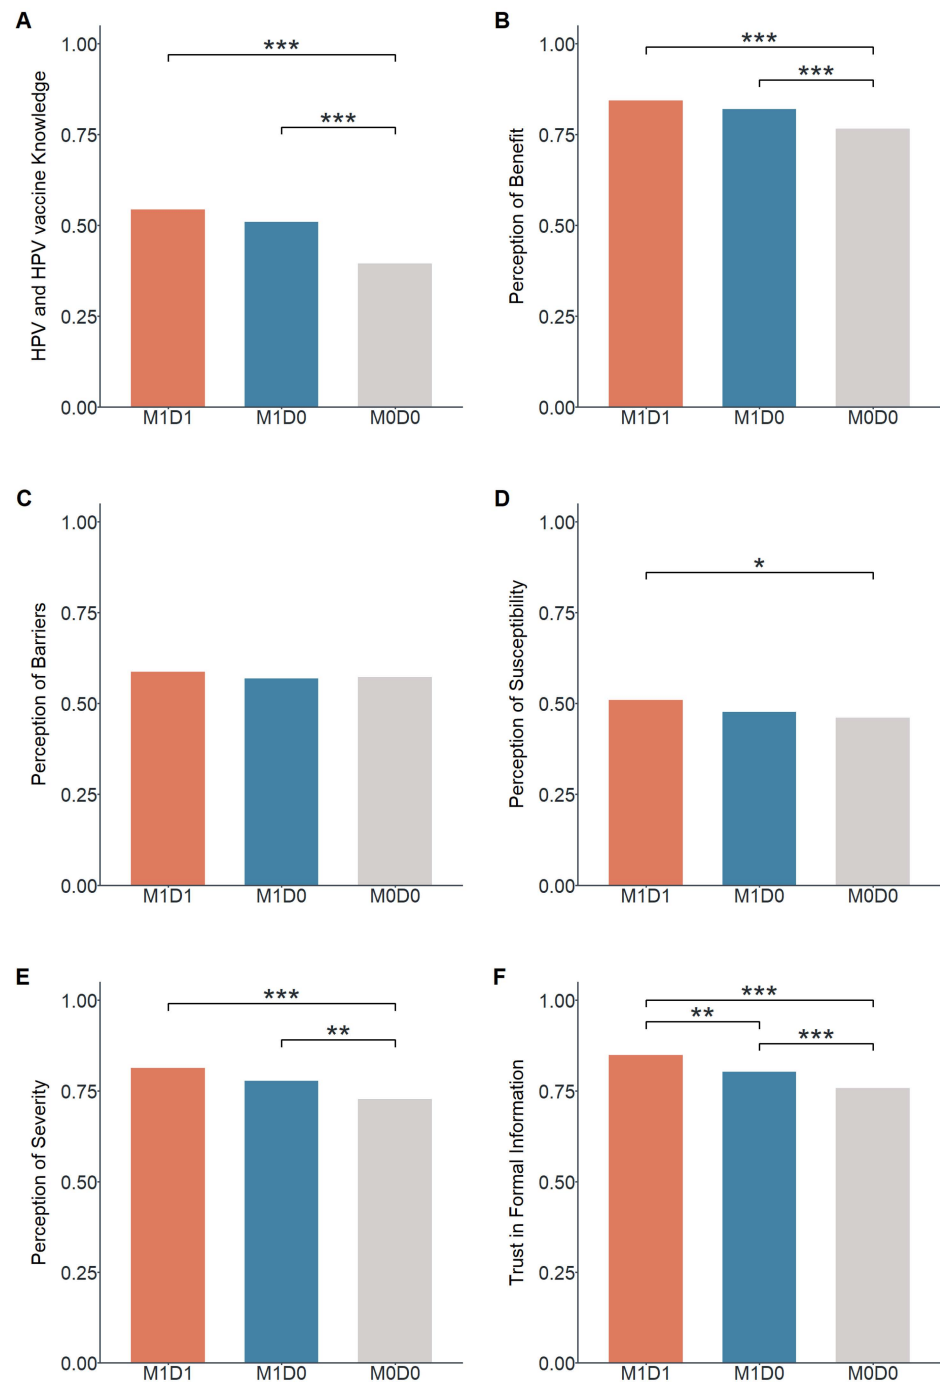 A
HPV and HPV vaccine Knowledge
1.00
0.75
0.50
0.25
0.00
***
***
M1D1 M1D0 M0D0
B
Perception of Benefit
1.00
0.75
0.50
0.25
0.00
***
***
M1D1 M1D0 M0D0
C
Perception of Barriers
1.00
0.75
0.50
0.25
0.00
M1D1 M1D0 M0D0
D
Perception of Susceptibility
1.00
0.75
0.50
0.25
0.00
*
M1D1 M1D0 M0D0
E
Perception of Severity
1.00
0.75
0.50
0.25
0.00
***
**
M1D1 M1D0 M0D0
F
Trust in Formal Information
1.00
0.75
0.50
0.25
0.00
***
**
***
M1D1 M1D0 M0D0